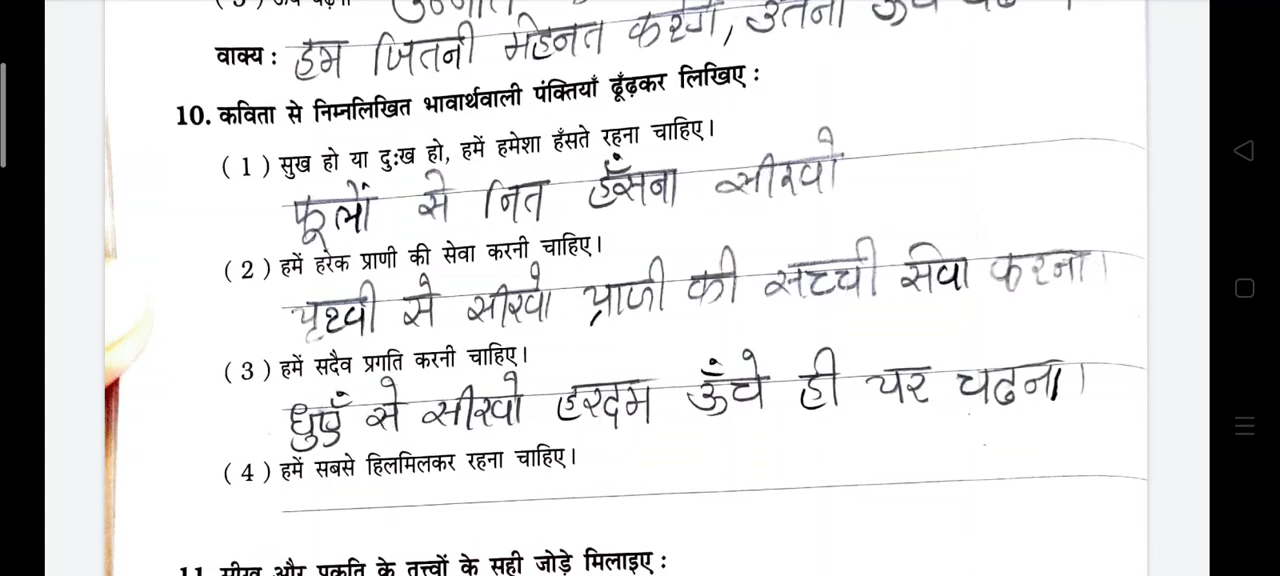 वाक्य : हम जितनी मेहनत करेंगे, उतना
10. कविता से निम्नलिखित भावार्थवाली पंक्तियाँ ढूँढ़कर लिखिए :
( 1 ) सुख हो या दुःख हो, हमें हमेशा हँसते रहना चाहिए।
फूलों से नित हँसना सीखो
( 2 ) हमें हरेक प्राणी की सेवा करनी चाहिए।
पृथ्वी से सीखो प्राणी की सच्ची सेवा करना।
( 3 ) हमें सदैव प्रगति करनी चाहिए।
धुएँ से सीखो हरदम ऊँचे ही पर चढना।
( 4 ) हमें सबसे हिलमिलकर रहना चाहिए।
11. सीख और प्रकृति के तत्त्वों के सही जोड़े मिलाइए :